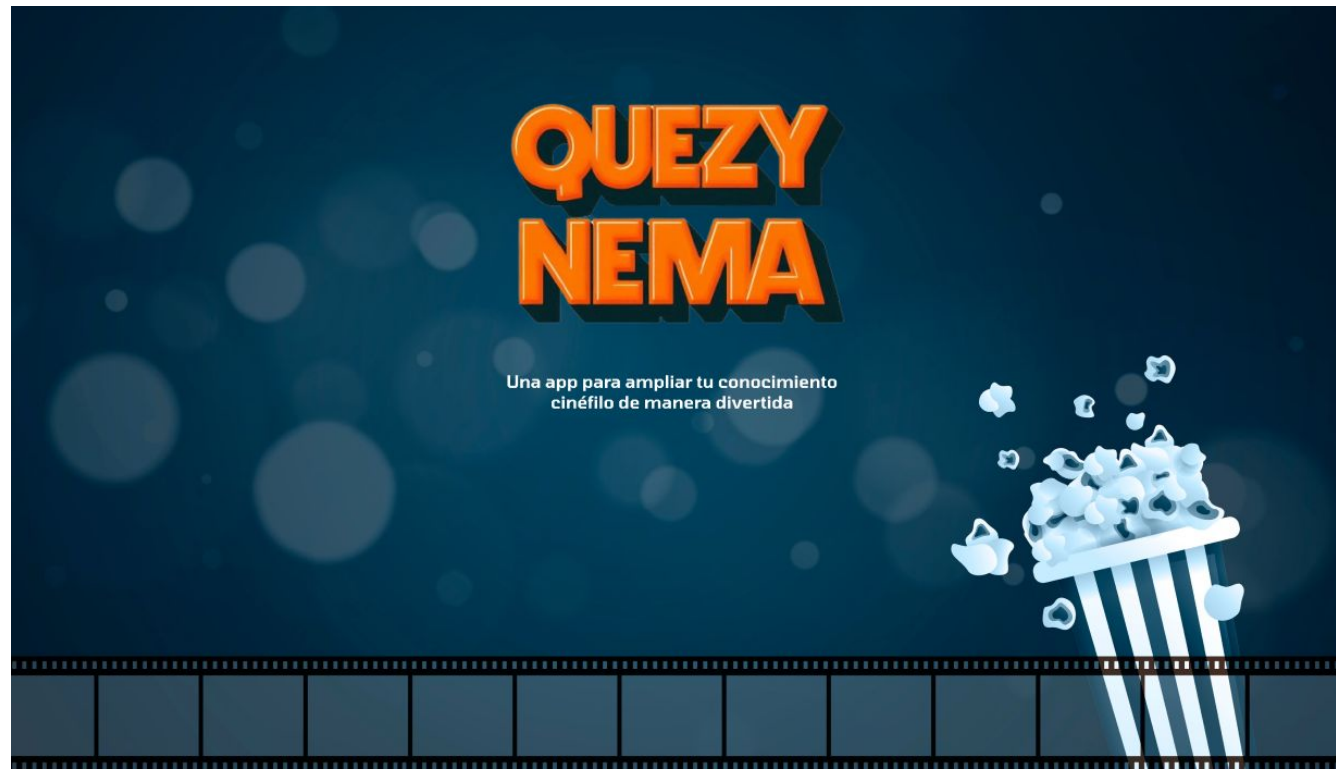 QUEZY
NEMA
Una app para ampliar tu conocimiento
cinéfilo de manera divertida